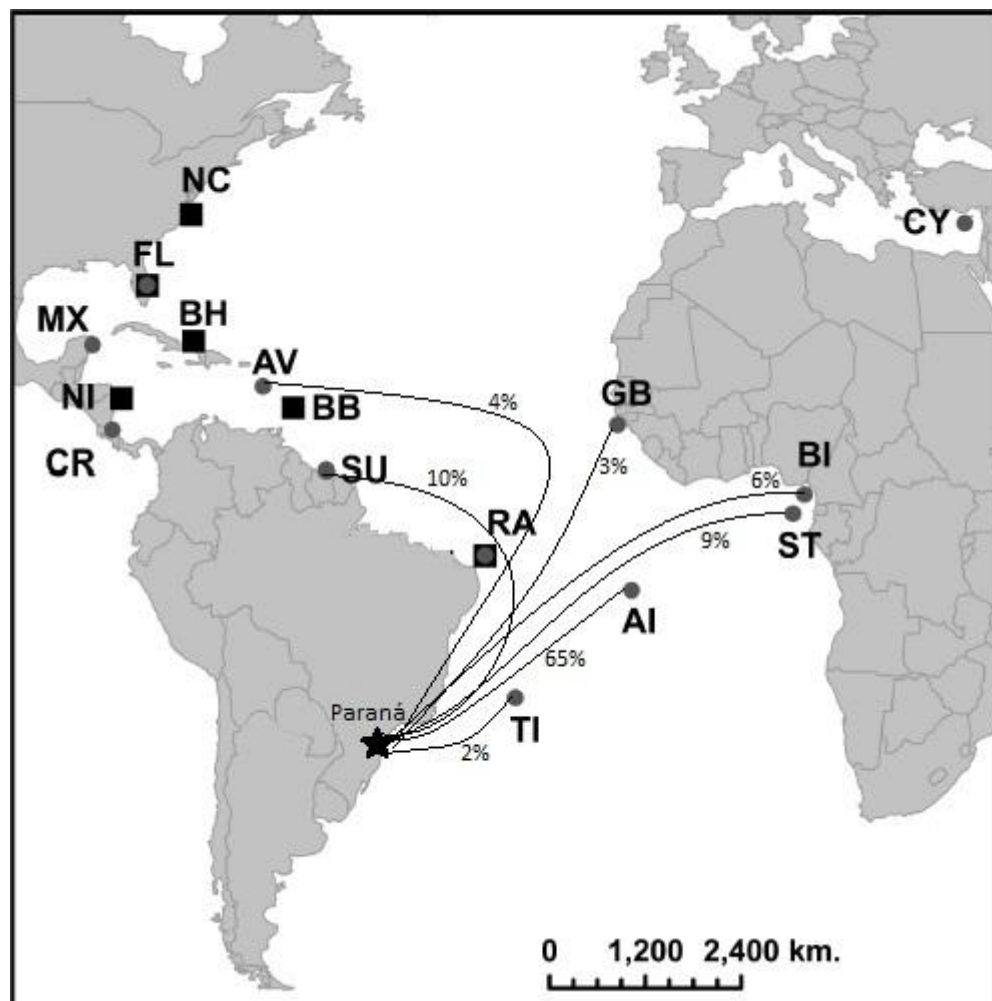 NC
CY
FL
BH
MX
AV
4%
GB
NI
BB
3%
BI
CR
SU
10%
6%
RA
9%
ST
AI
65%
Paraná
TI
2%
0 1,200 2,400 km.